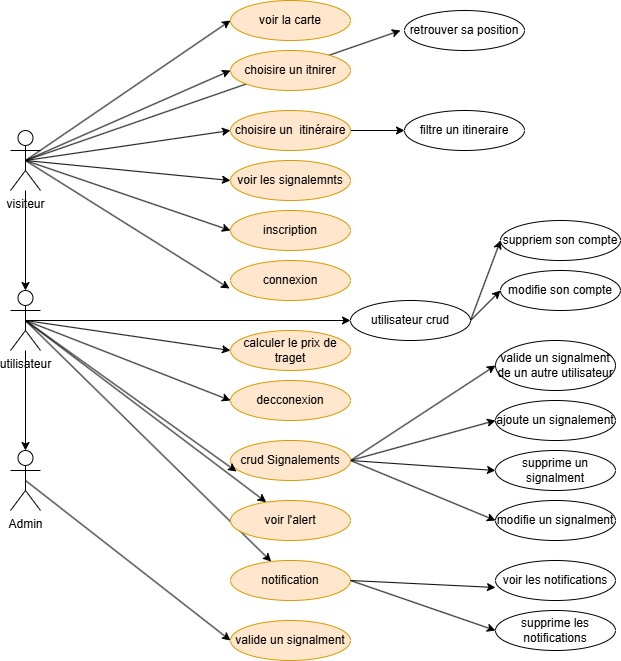 voir la carte
retrouver sa position
choisire un itnirer
choisire un  itinéraire
filtre un itineraire
voir les signalemnts
visiteur
inscription
suppriem son compte
connexion
modifie son compte
utilisateur crud
calculer le prix de
traget
utilisateur
valide un signalment
de un autre utilisateur
decconexion
ajoute un signalement
crud Signalements
supprime un
signalment
Admin
voir l'alert
modifie un signalment
notification
voir les notifications
supprime les
notifications
valide un signalment